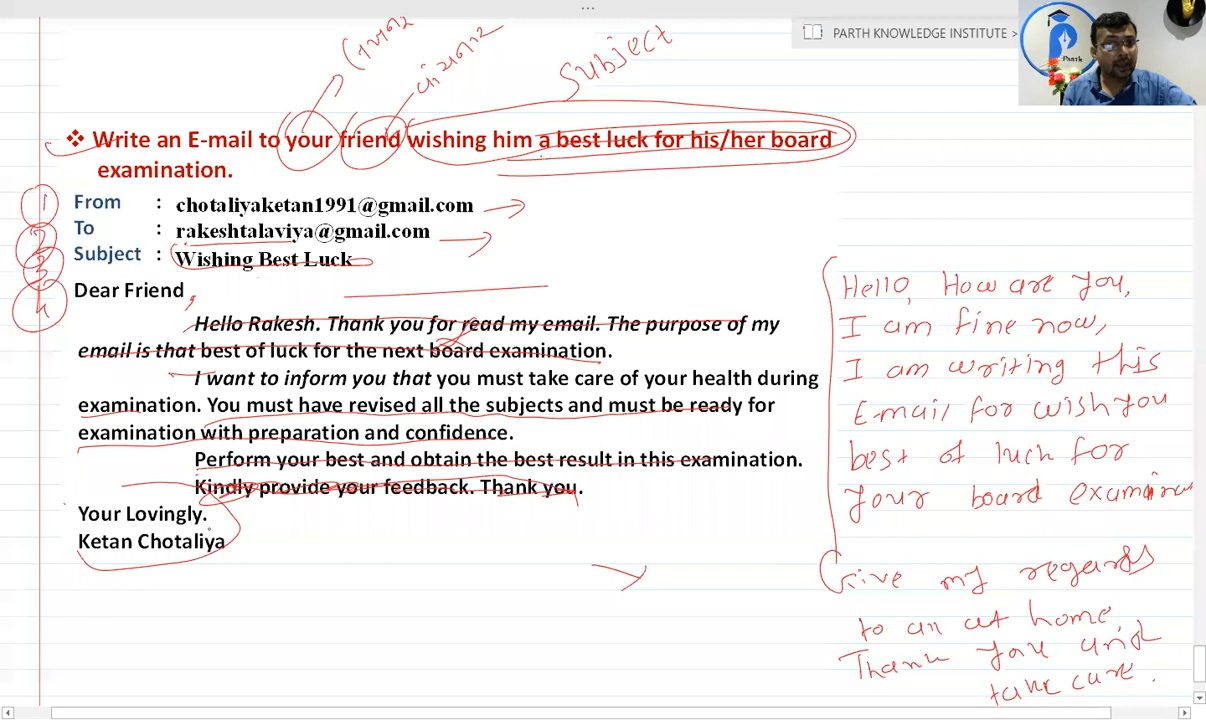 PARTH KNOWLEDGE INSTITUTE >
Parth
Subject
❖ Write an E-mail to your friend wishing him a best luck for his/her board
examination.
1 From : chotaliyaketan1991@gmail.com
2 To : rakeshtalaviya@gmail.com
3 Subject : Wishing Best Luck
4 Dear Friend ,
Hello Rakesh. Thank you for read my email. The purpose of my
email is that best of luck for the next board examination.
I want to inform you that you must take care of your health during
examination. You must have revised all the subjects and must be ready for
examination with preparation and confidence.
Perform your best and obtain the best result in this examination.
Kindly provide your feedback. Thank you.
Your Lovingly.
Ketan Chotaliya
Hello, How are you,
I am fine now,
I am writing this
E-mail for wish you
best of luck for
your board
Give my regards
to all at home,
Thank you and
take care.